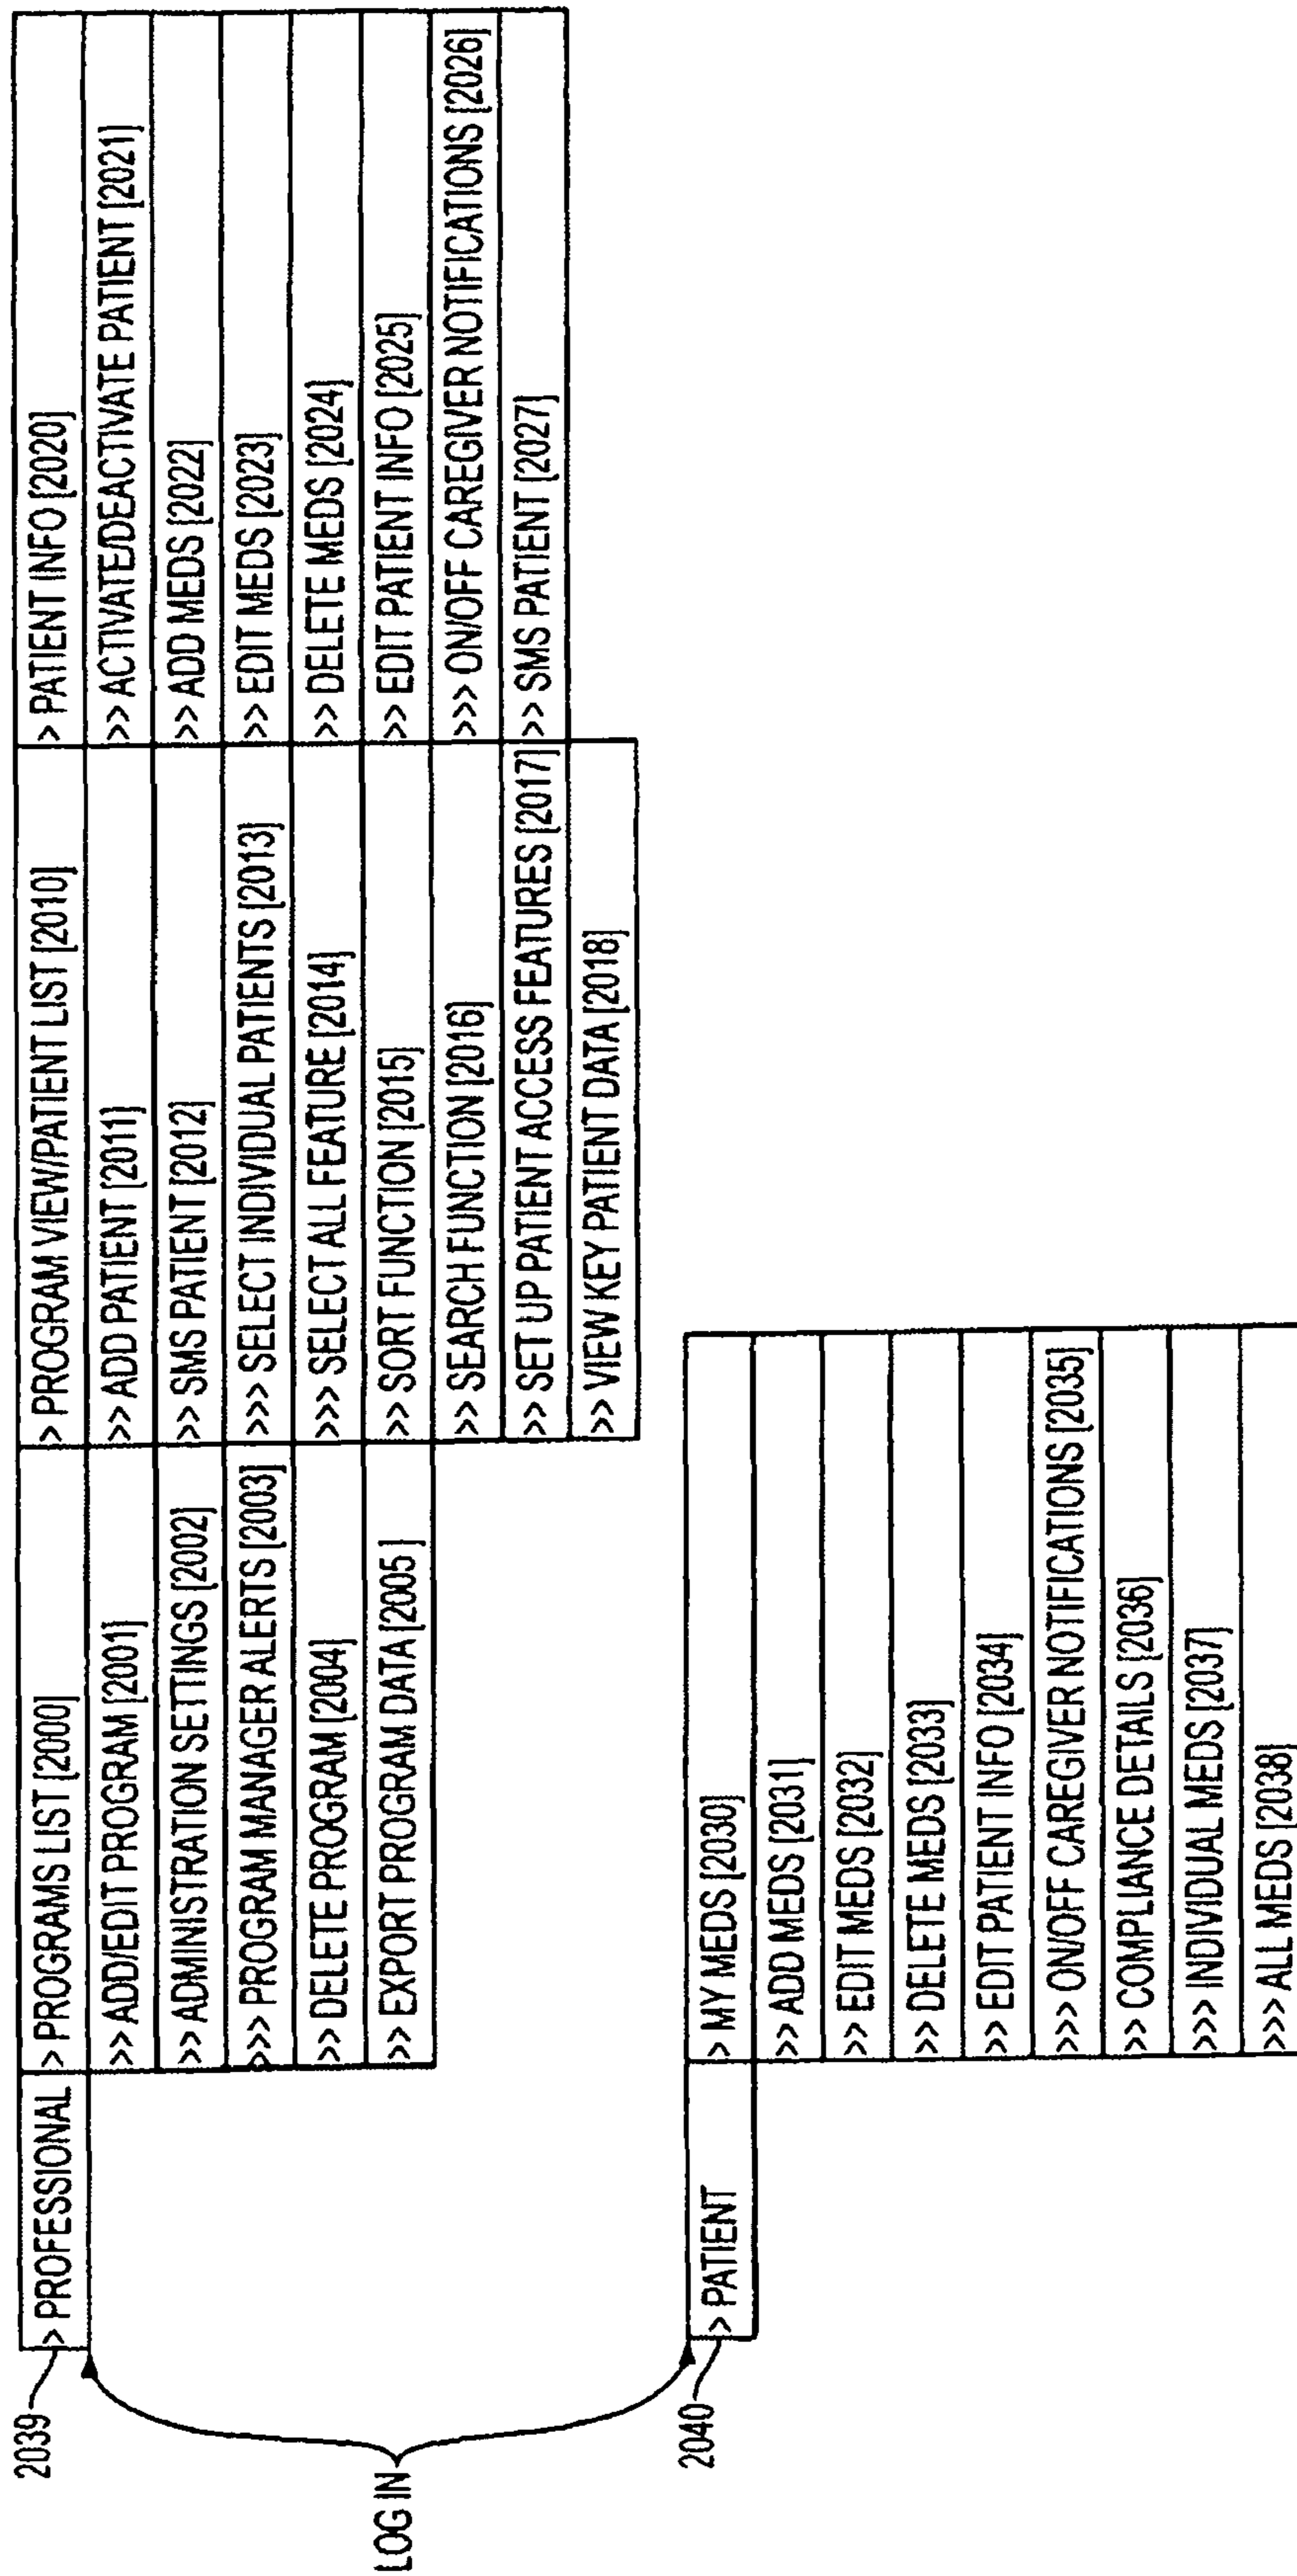 2039
> PROFESSIONAL
> PROGRAMS LIST [2000]
>> ADD/EDIT PROGRAM [2001]
>> ADMINISTRATION SETTINGS [2002]
>>> PROGRAM MANAGER ALERTS [2003]
>> DELETE PROGRAM [2004]
>> EXPORT PROGRAM DATA [2005 ]
> PROGRAM VIEW/PATIENT LIST [2010]
>> ADD PATIENT [2011]
>> SMS PATIENT [2012]
>>> SELECT INDIVIDUAL PATIENTS [2013]
>>> SELECT ALL FEATURE [2014]
>> SORT FUNCTION [2015]
>> SEARCH FUNCTION [2016]
>> SET UP PATIENT ACCESS FEATURES [2017]
>> VIEW KEY PATIENT DATA [2018]
> PATIENT INFO [2020]
>> ACTIVATE/DEACTIVATE PATIENT [2021]
>> ADD MEDS [2022]
>> EDIT MEDS [2023]
>> DELETE MEDS [2024]
>> EDIT PATIENT INFO [2025]
>>> ON/OFF CAREGIVER NOTIFICATIONS [2026]
>> SMS PATIENT [2027]
LOG IN
2040
> PATIENT
> MY MEDS [2030]
>> ADD MEDS [2031]
>> EDIT MEDS [2032]
>> DELETE MEDS [2033]
>> EDIT PATIENT INFO [2034]
>>> ON/OFF CAREGIVER NOTIFICATIONS [2035]
>> COMPLIANCE DETAILS [2036]
>>> INDIVIDUAL MEDS [2037]
>>> ALL MEDS [2038]